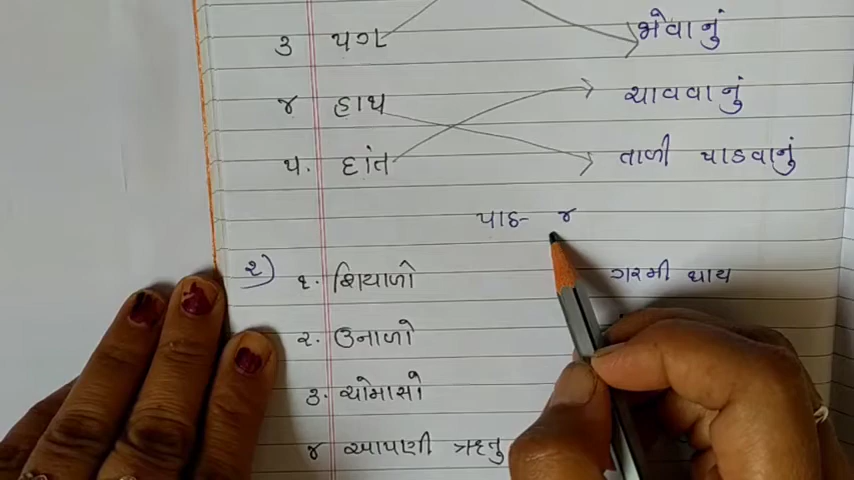 ૩ પગ ભેવાનું
૪ હાથ ચાવવાનું
૫. દાંત તાળી પાડવાનું
પાઠ- ૪
૨) ૧. શિયાળો ગરમી થાય
૨. ઉનાળો
૩. ચોમાસો
૪ આપણી ઋતુ